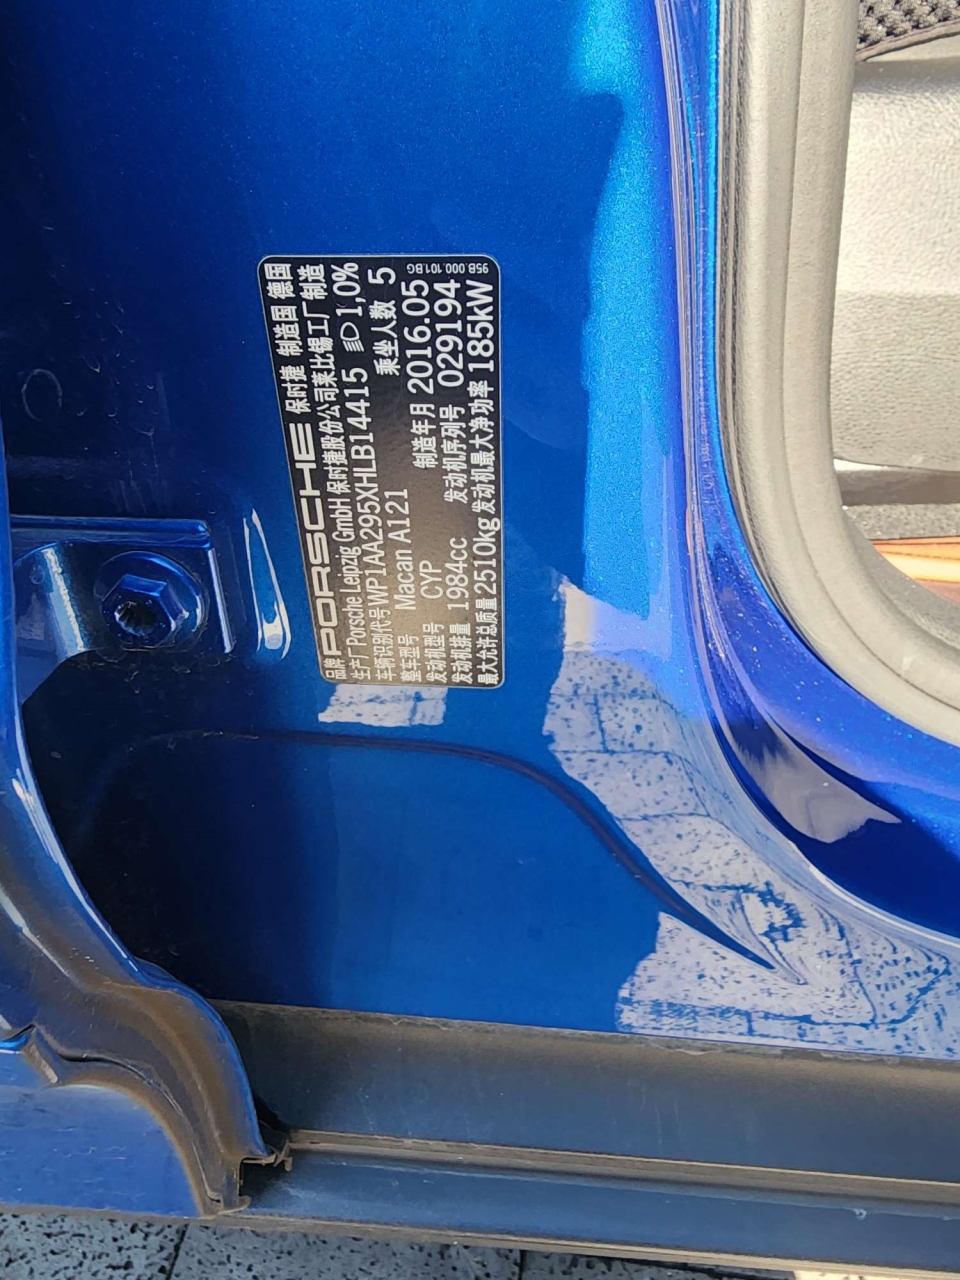 品牌 PORSCHE 保时捷 制造国 德国
生产厂 Porsche Leipzig GmbH 保时捷股份公司莱比锡工厂制造
车辆识别代号 WP1AA295XHLB14415 1,0%
整车型号 Macan A121 乘坐人数 5
发动机型号 CYP 制造年月 2016.05
发动机排量 1984cc 发动机序列号 029194
最大允许总质量 2510kg 发动机最大净功率 185kW
95B.000.101.BG